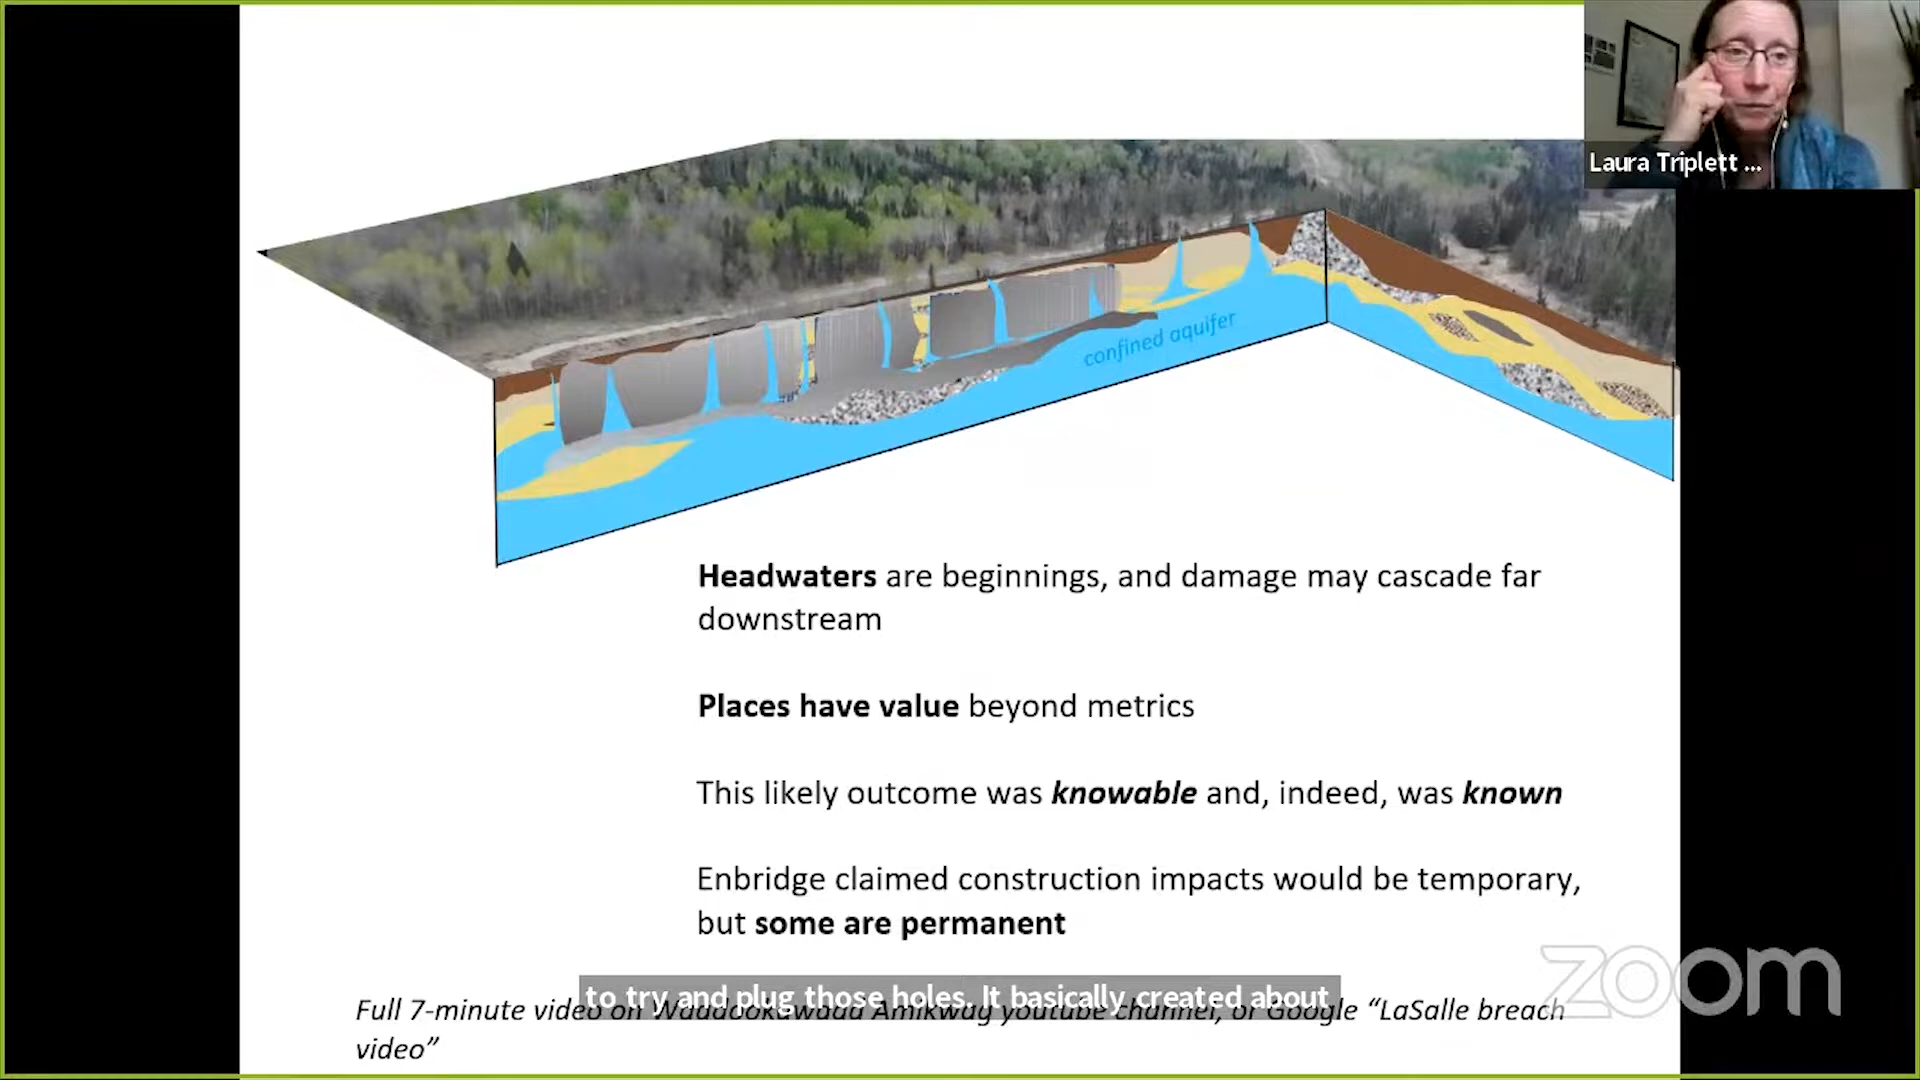 Laura Triplett ...
confined aquifer
Headwaters are beginnings, and damage may cascade far
downstream
Places have value beyond metrics
This likely outcome was knowable and, indeed, was known
Enbridge claimed construction impacts would be temporary,
but some are permanent
to try and plug those holes. It basically created about
Full 7-minute video on Waadookawaad Amikwag youtube channel, or Google “LaSalle breach
video”
zoom